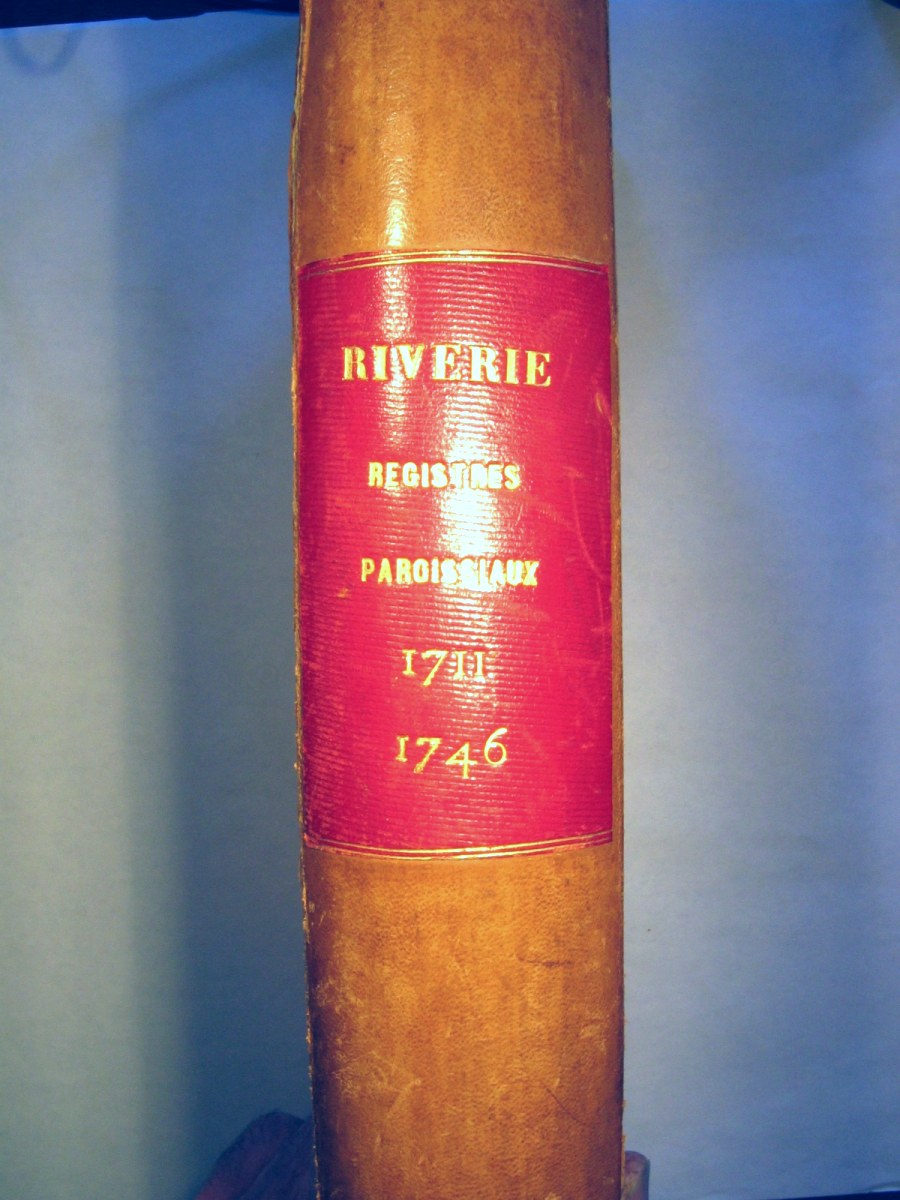 RIVERIE
REGISTRES
PAROISSIAUX
1711
1746